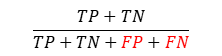 TP + TN
TP + TN + FP + FN